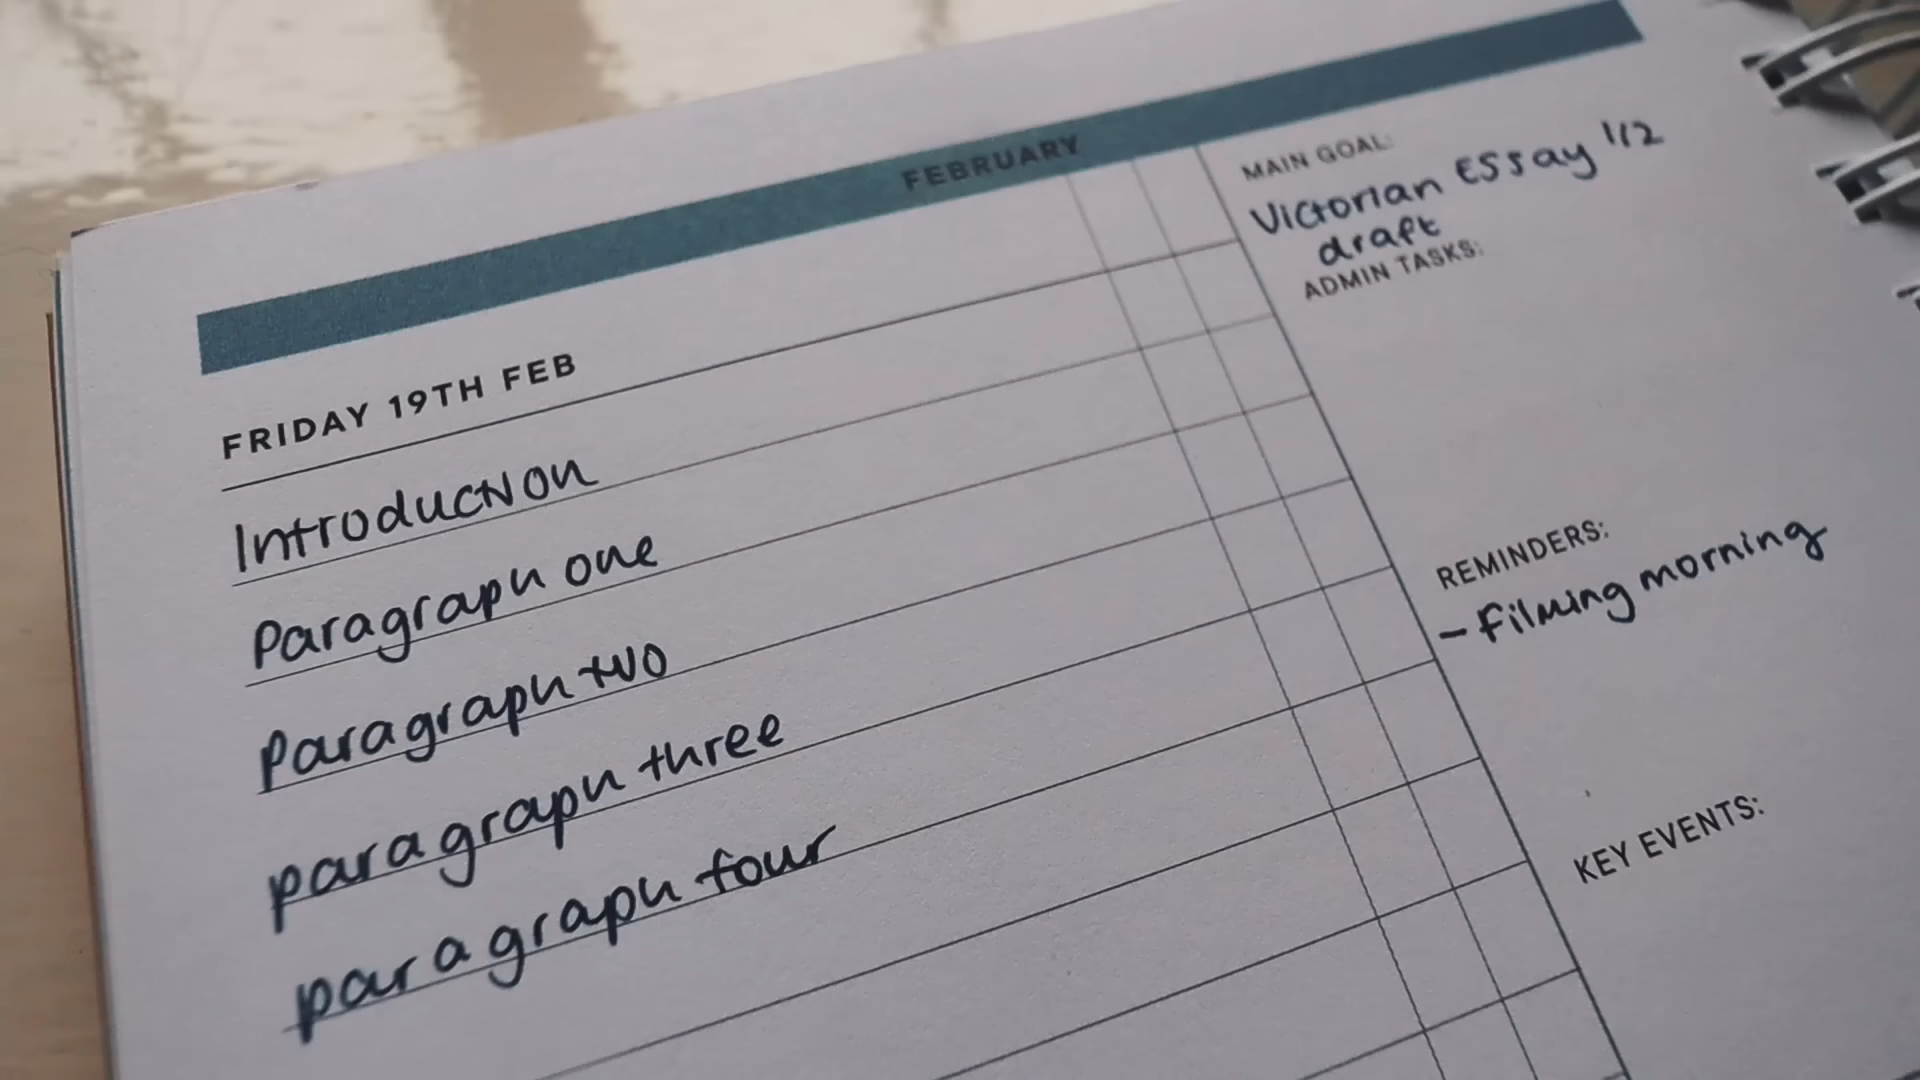 FEBRUARY
FRIDAY 19TH FEB
Introduction
Paragraph one
Paragraph two
paragraph three
paragraph four
MAIN GOAL:
Victorian Essay 1/2
draft
ADMIN TASKS:
REMINDERS:
- Filming morning
KEY EVENTS: